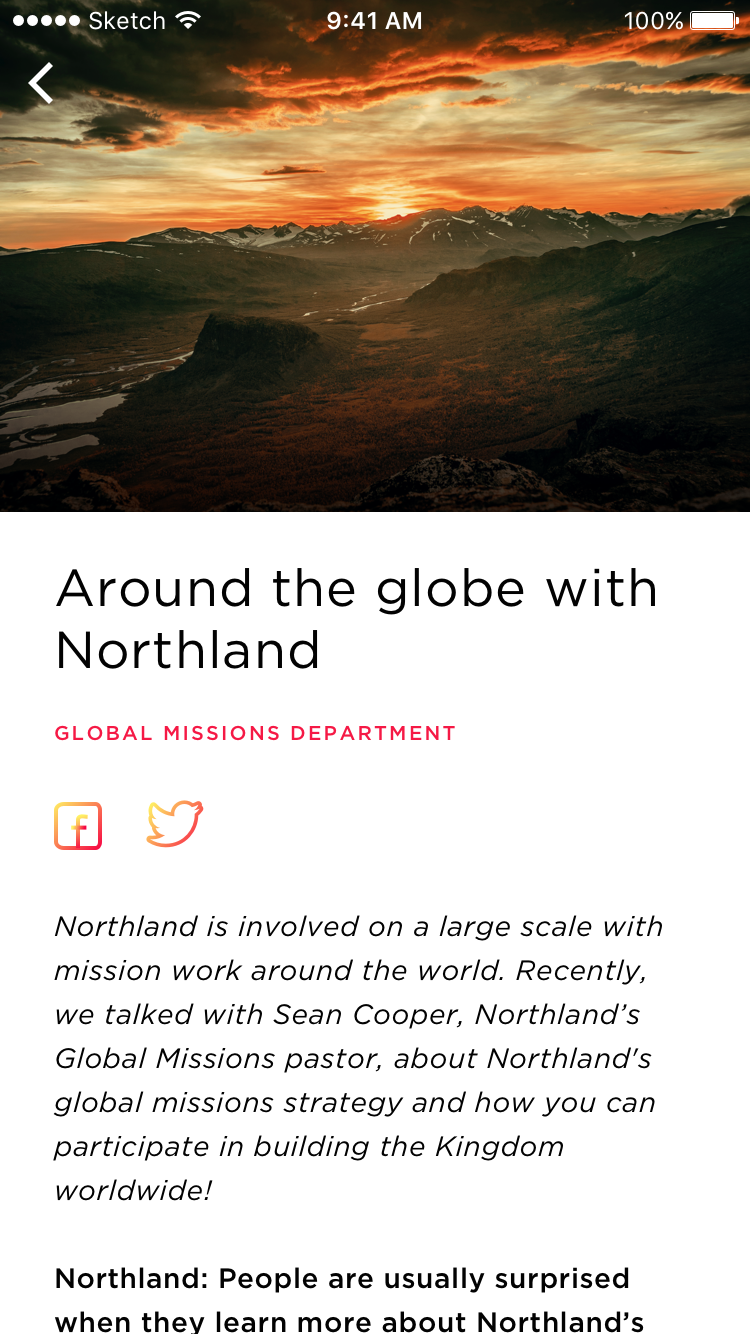 Sketch 9:41 AM 100%
Around the globe with
Northland
GLOBAL MISSIONS DEPARTMENT
Northland is involved on a large scale with
mission work around the world. Recently,
we talked with Sean Cooper, Northland’s
Global Missions pastor, about Northland's
global missions strategy and how you can
participate in building the Kingdom
worldwide!
Northland: People are usually surprised
when they learn more about Northland’s